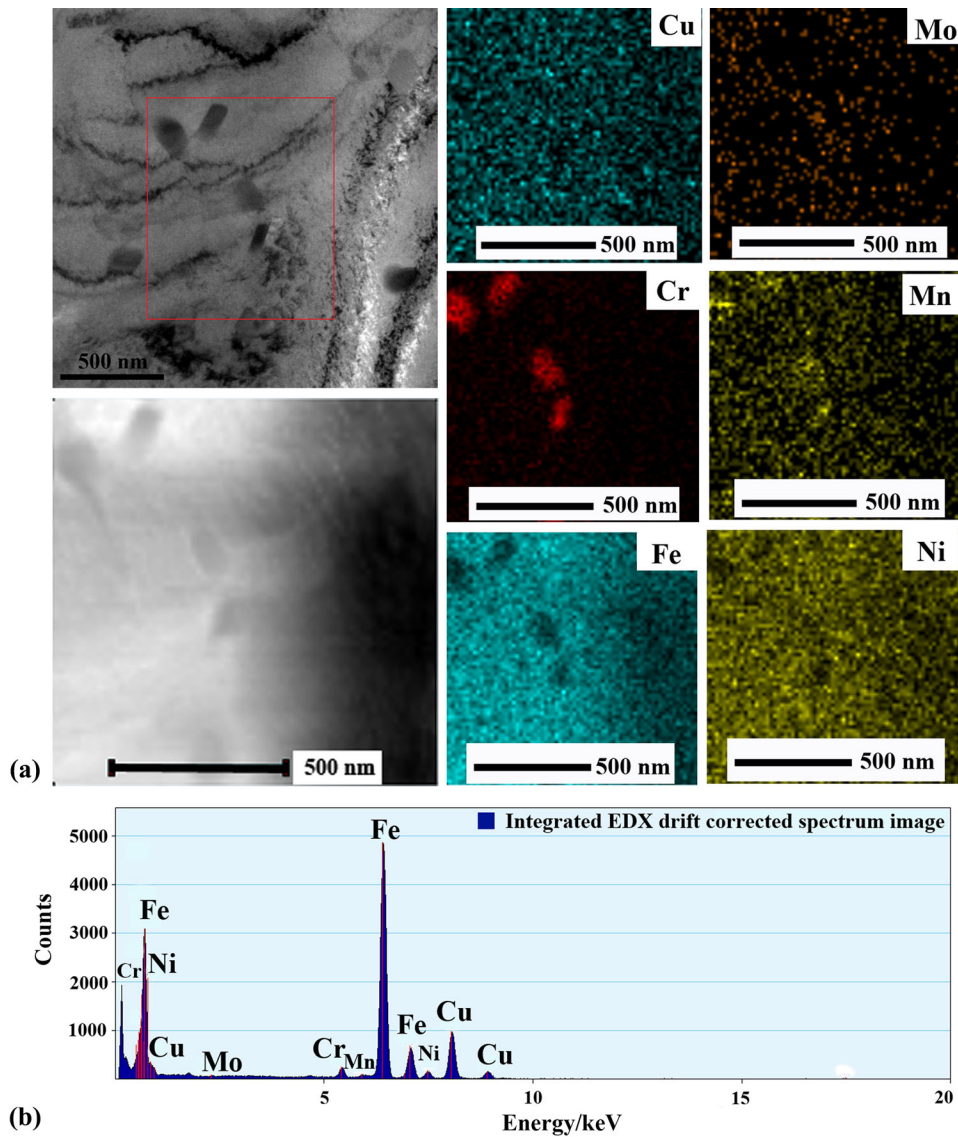 Cu
Mo
500 nm
500 nm
500 nm
Cr
Mn
500 nm
500 nm
Fe
Ni
500 nm
500 nm
500 nm
(a)
Integrated EDX drift corrected spectrum image
5000
4000
3000
2000
1000
Counts
Fe
Fe
Cr
Ni
Cu
Mo
Cr
Mn
Fe
Ni
Cu
Cu
5
10
15
20
Energy/keV
(b)